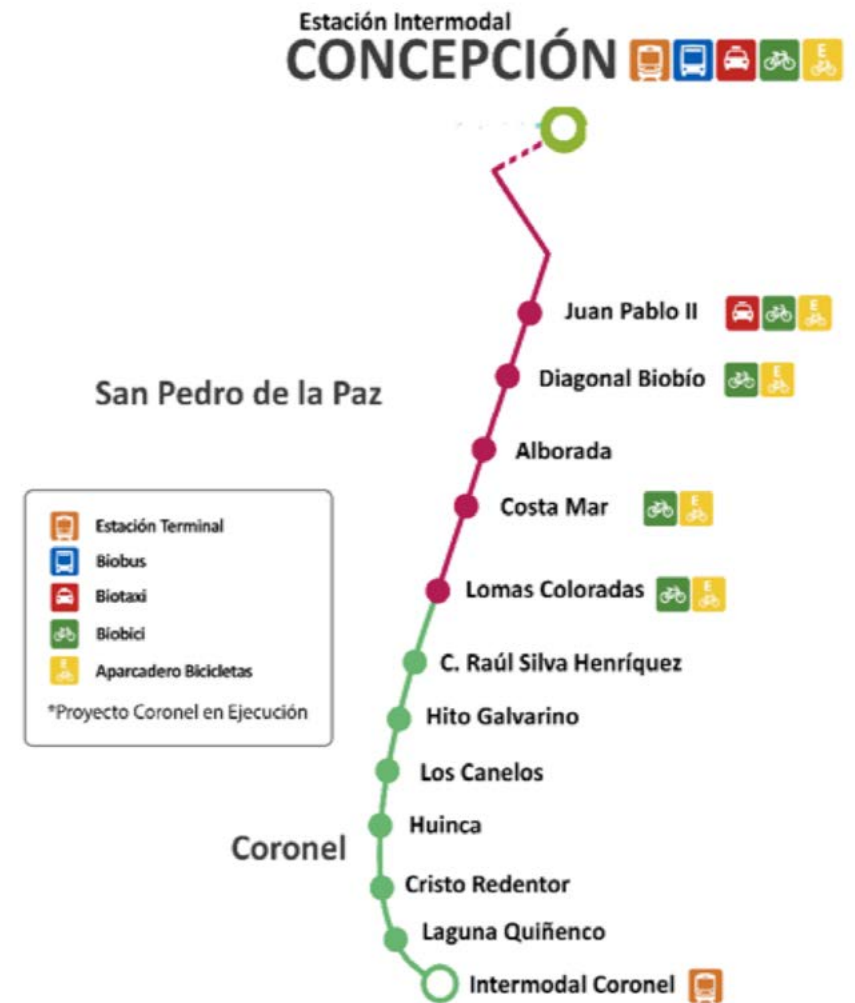 Estación Intermodal
CONCEPCIÓN
E
Juan Pablo II
E
Diagonal Biobío
E
San Pedro de la Paz
Alborada
Costa Mar
E
Lomas Coloradas
E
Estación Terminal
Biobus
Biotaxi
Biobici
E
Aparcadero Bicicletas
*Proyecto Coronel en Ejecución
C. Raúl Silva Henríquez
Hito Galvarino
Los Canelos
Huinca
Coronel
Cristo Redentor
Laguna Quiñenco
Intermodal Coronel